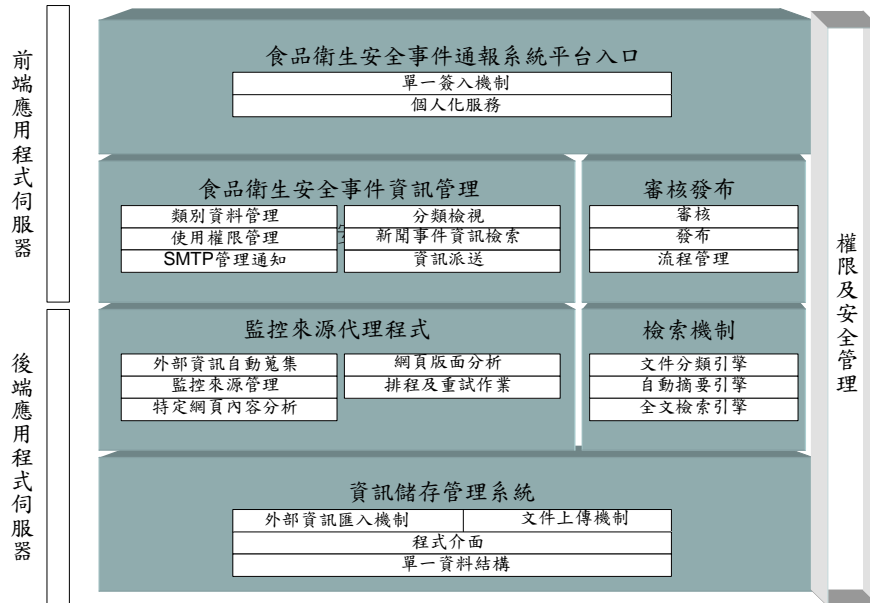 前端應用程式伺服器
食品衛生安全事件通報系統平台入口
單一簽入機制
個人化服務
食品衛生安全事件資訊管理
類別資料管理
使用權限管理
SMTP管理通知
分類檢視
新聞事件資訊檢索
資訊派送
安
審核發布
審核
發布
流程管理
後端應用程式伺服器
監控來源代理程式
外部資訊自動蒐集
監控來源管理
特定網頁內容分析
網頁版面分析
排程及重試作業
檢索機制
文件分類引擎
自動摘要引擎
全文檢索引擎
資訊儲存管理系統
外部資訊匯入機制
文件上傳機制
程式介面
單一資料結構
權限及安全管理